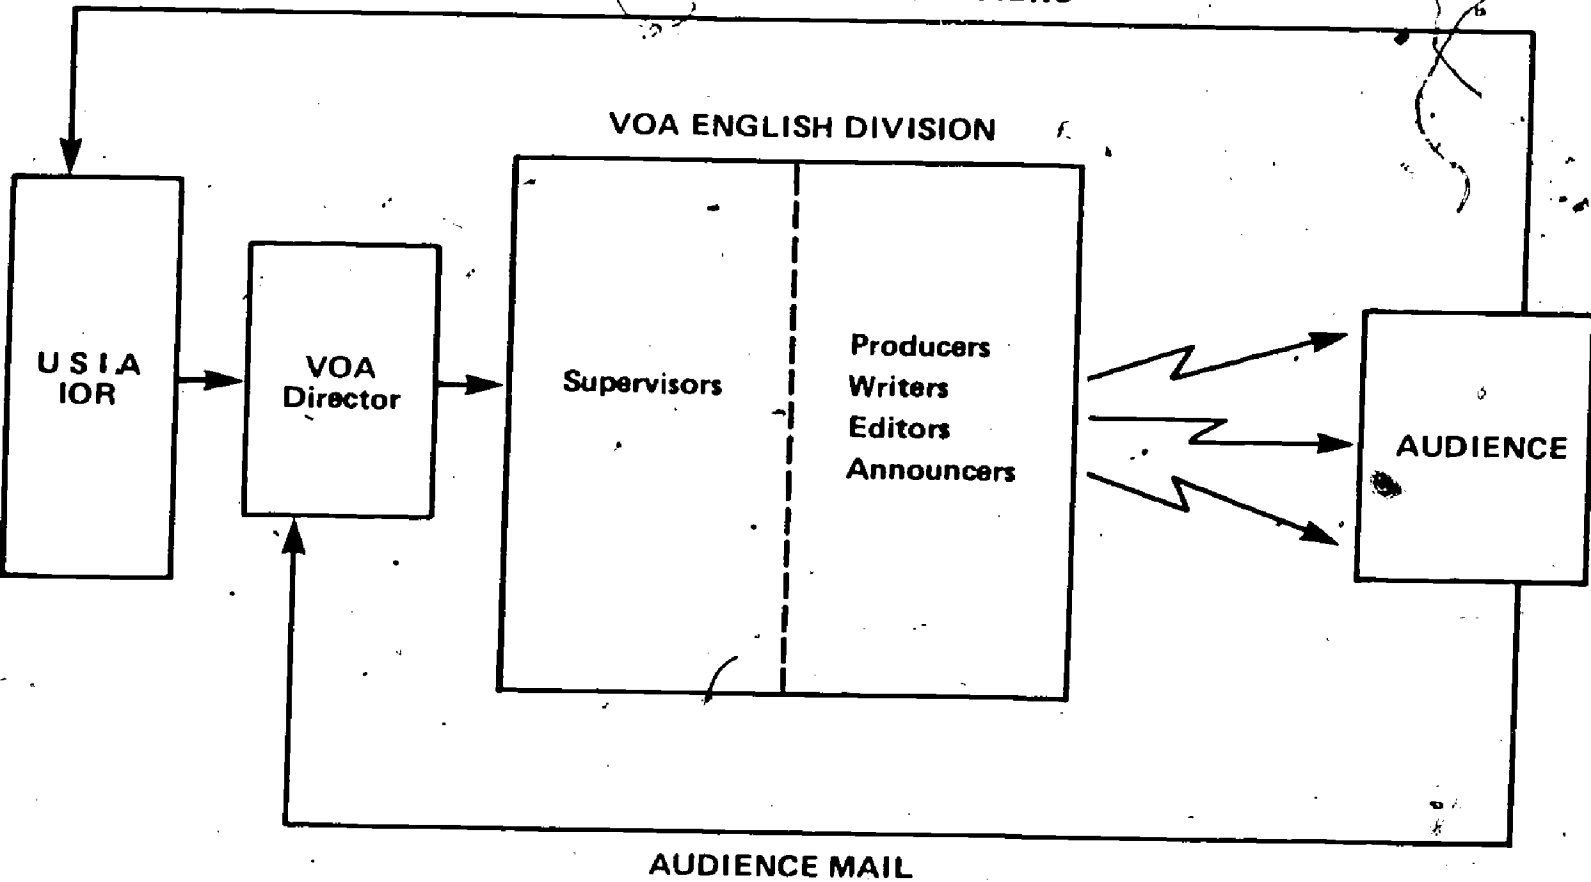 VOA ENGLISH DIVISION
U S I A
IOR
VOA
Director
Supervisors
Producers
Writers
Editors
Announcers
AUDIENCE
AUDIENCE MAIL